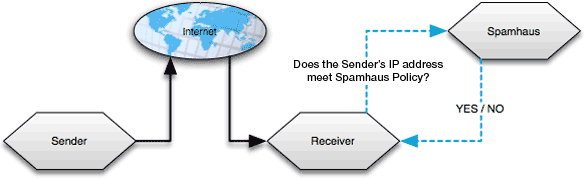 Internet
Spamhaus
Does the Sender's IP address
meet Spamhaus Policy?
YES / NO
Sender
Receiver